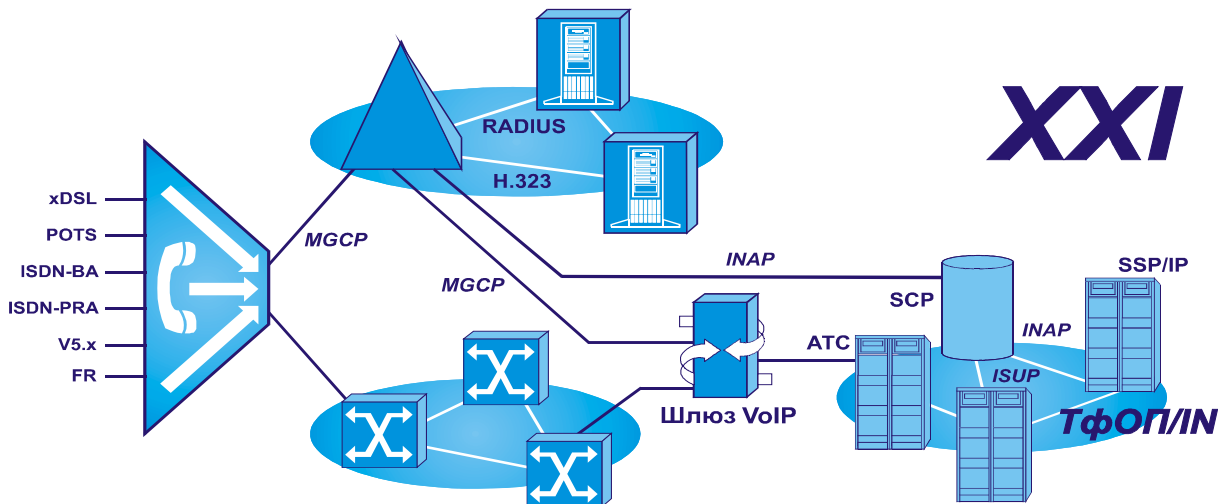 XXI
RADIUS
H.323
xDSL
POTS
ISDN-BA
ISDN-PRA
V5.x
FR
MGCP
MGCP
INAP
SCP
SSP/IP
INAP
АТС
ISUP
Шлюз VoIP
ТфОП/IN